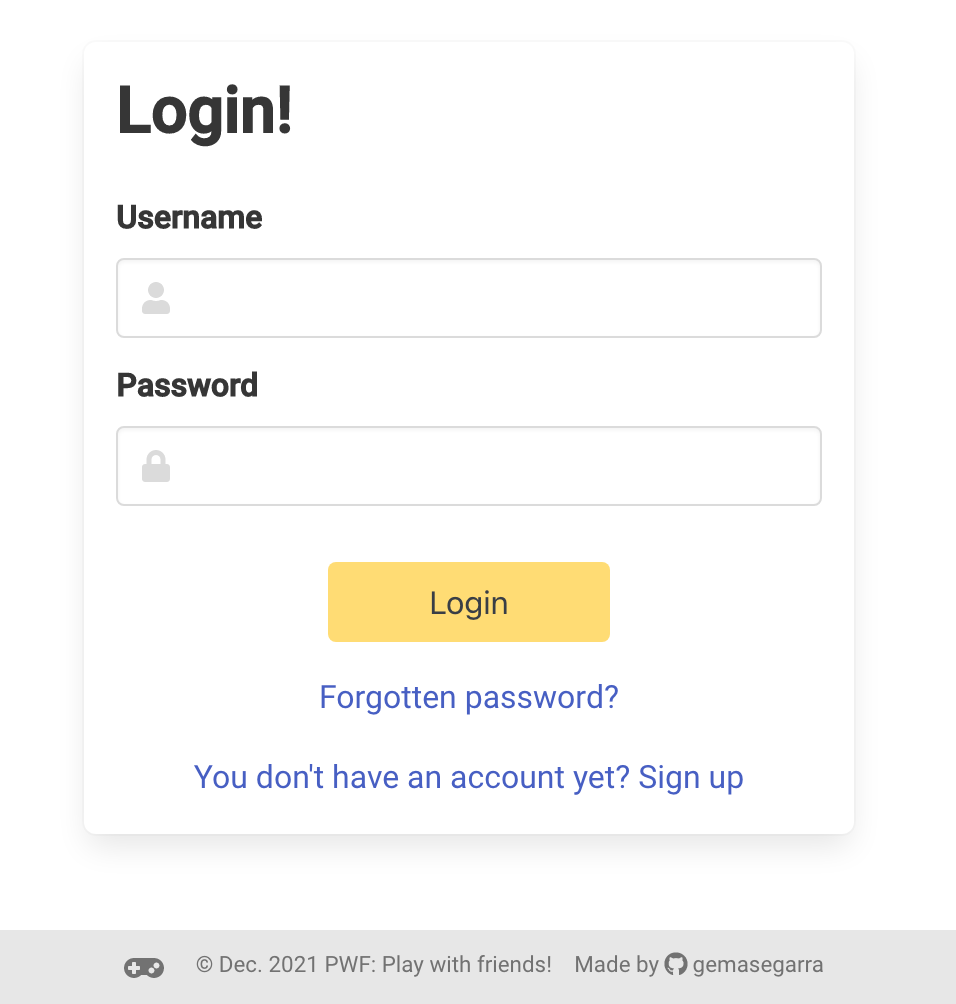 Login!
Username
Password
Login
Forgotten password?
You don't have an account yet? Sign up
© Dec. 2021 PWF: Play with friends! Made by gemasegarra